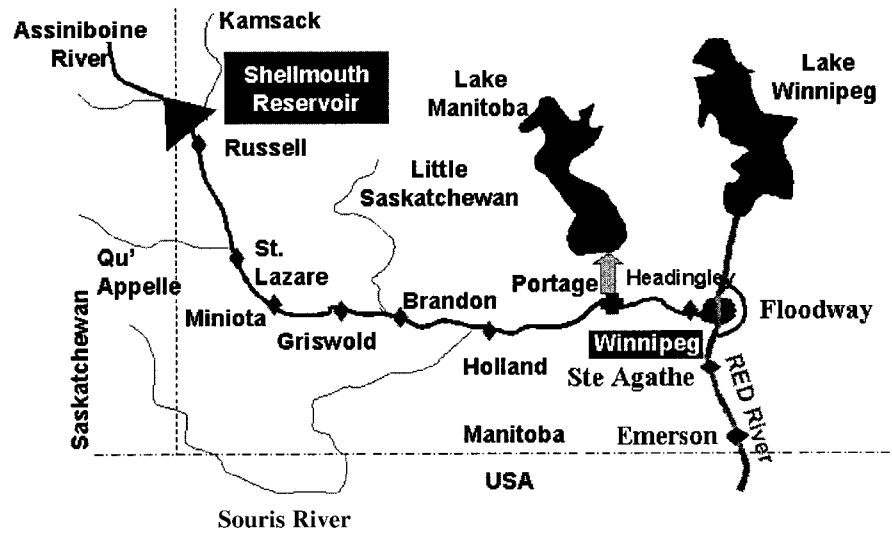 Kamsack
Assiniboine
River
Shellmouth
Reservoir
Lake
Manitoba
Lake
Winnipeg
Russell
Little
Saskatchewan
Qu'
Appelle
St.
Lazare
Portage
Headingley
Miniota
Brandon
Floodway
Griswold
Holland
Winnipeg
Ste Agathe
RED River
Saskatchewan
Manitoba
Emerson
USA
Souris River